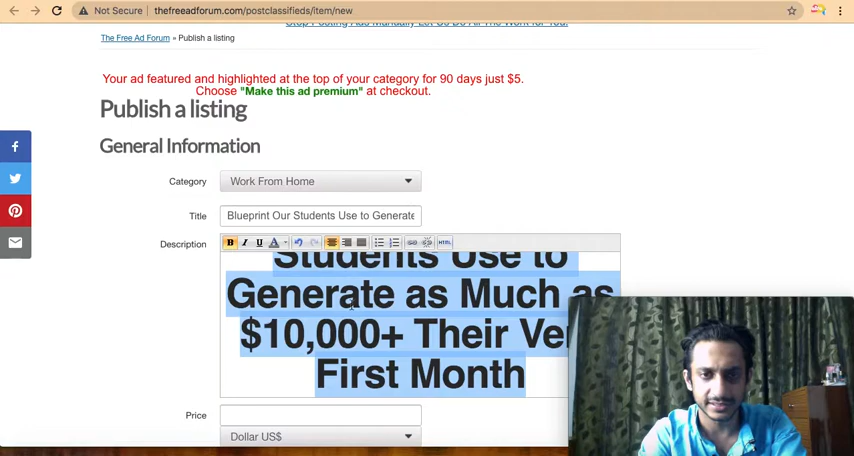 Not Secure
thefreeadforum.com/postclassifieds/item/new
Stop Posting Ads Manually Let Us Do All The Work for You.
The Free Ad Forum » Publish a listing
Your ad featured and highlighted at the top of your category for 90 days just $5.
Choose "Make this ad premium" at checkout.
Publish a listing
General Information
Category
Work From Home
Title
Blueprint Our Students Use to Generate
Description
B I U A HTML
Students Use to
Generate as Much as
$10,000+ Their
First Month
Price
Dollar US$